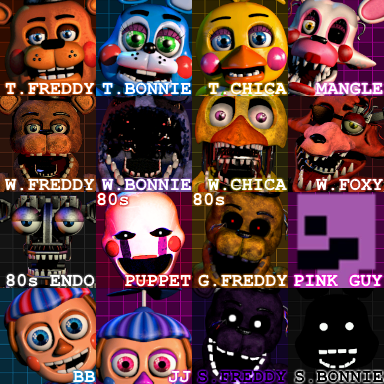 T.FREDDY
T.BONNIE
T.CHICA
MANGLE
W.FREDDY
W.BONNIE
W.CHICA
W.FOXY
80s
80s
80s ENDO
PUPPET
G.FREDDY
PINK GUY
BB
JJ
S.FREDDY
S.BONNIE